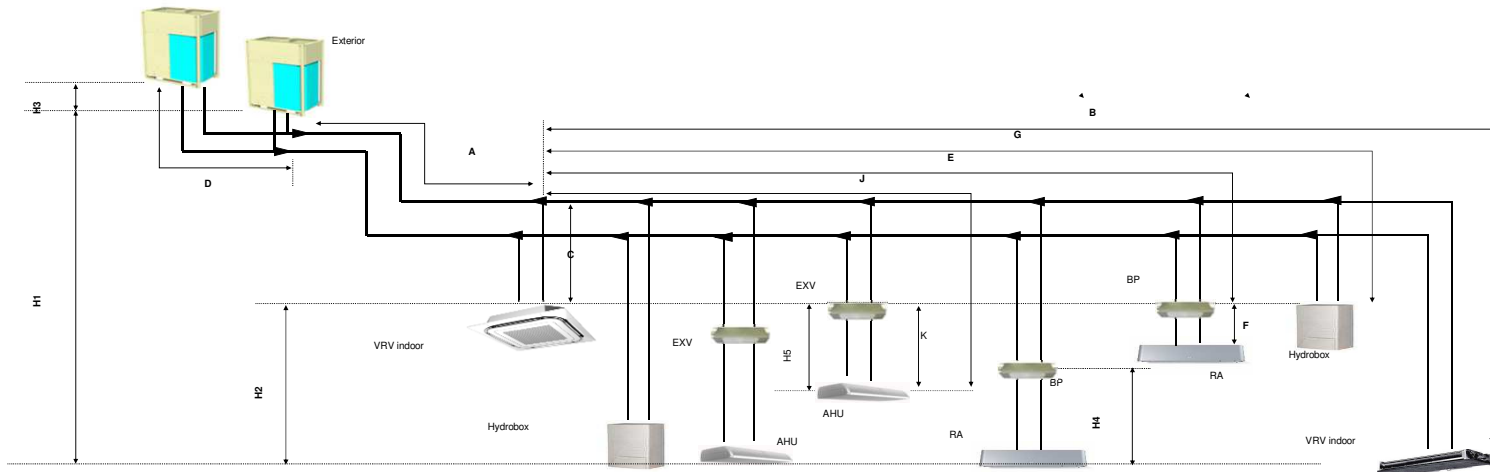 Exterior
H3
B
G
A
E
D
J
C
EXV
BP
H1
F
VRV indoor
EXV
H5
K
Hydrobox
H2
BP
RA
AHU
Hydrobox
H4
AHU
RA
VRV indoor